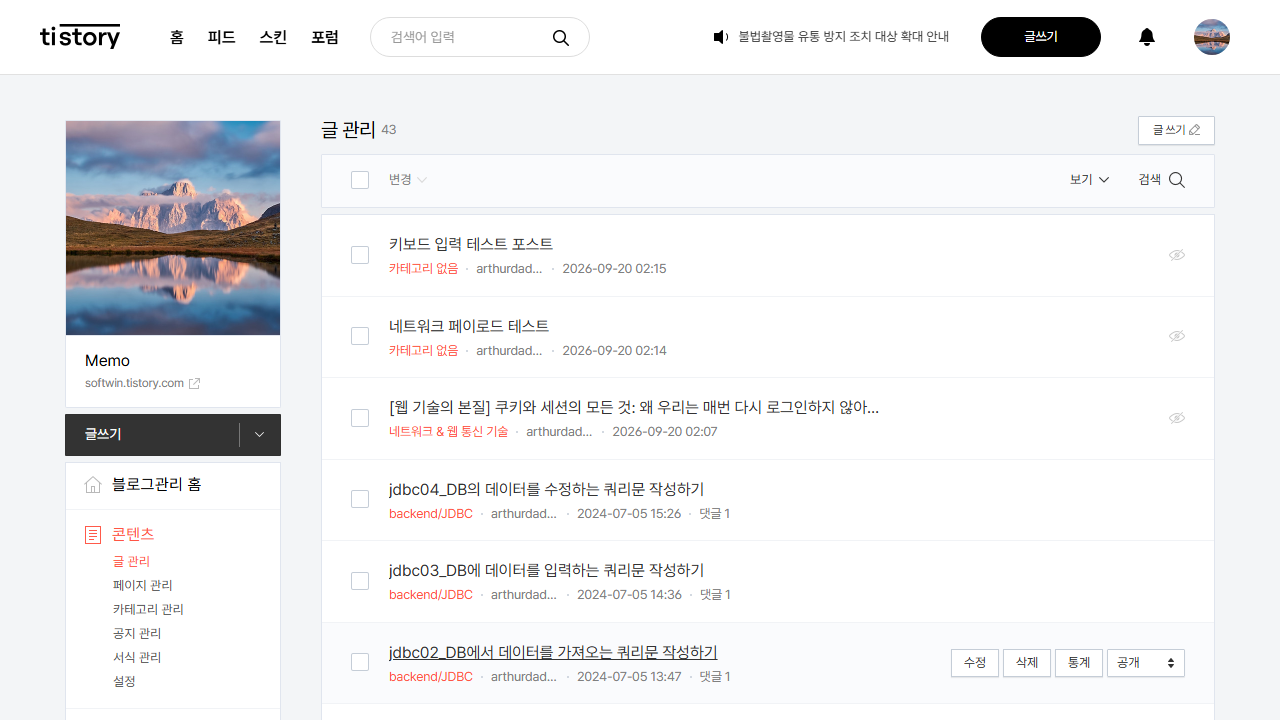 tistory
홈 피드 스킨 포럼
검색어 입력
불법촬영물 유통 방지 조치 대상 확대 안내
글쓰기
Memo
softwin.tistory.com
글쓰기
블로그관리 홈
콘텐츠
글 관리
페이지 관리
카테고리 관리
공지 관리
서식 관리
설정
글 관리 43
글 쓰기
변경
보기
검색
키보드 입력 테스트 포스트
카테고리 없음 · arthurdad... · 2026-09-20 02:15
네트워크 페이로드 테스트
카테고리 없음 · arthurdad... · 2026-09-20 02:14
[웹 기술의 본질] 쿠키와 세션의 모든 것: 왜 우리는 매번 다시 로그인하지 않아...
네트워크 & 웹 통신 기술 · arthurdad... · 2026-09-20 02:07
jdbc04_DB의 데이터를 수정하는 쿼리문 작성하기
backend/JDBC · arthurdad... · 2024-07-05 15:26 · 댓글 1
jdbc03_DB에 데이터를 입력하는 쿼리문 작성하기
backend/JDBC · arthurdad... · 2024-07-05 14:36 · 댓글 1
jdbc02_DB에서 데이터를 가져오는 쿼리문 작성하기
backend/JDBC · arthurdad... · 2024-07-05 13:47 · 댓글 1
수정 삭제 통계 공개